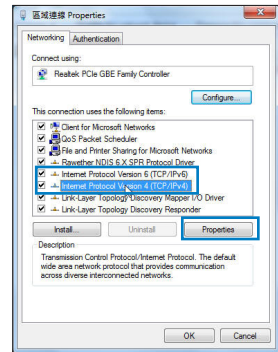 區域連線 Properties
Networking Authentication
Connect using:
Realtek PCIe GBE Family Controller
Configure...
This connection uses the following items:
Client for Microsoft Networks
QoS Packet Scheduler
File and Printer Sharing for Microsoft Networks
Rawether NDIS 6.X SPR Protocol Driver
Internet Protocol Version 6 (TCP/IPv6)
Internet Protocol Version 4 (TCP/IPv4)
Link-Layer Topology Discovery Mapper I/O Driver
Link-Layer Topology Discovery Responder
Install... Uninstall Properties
Description
Transmission Control Protocol/Internet Protocol. The default
wide area network protocol that provides communication
across diverse interconnected networks.
OK Cancel